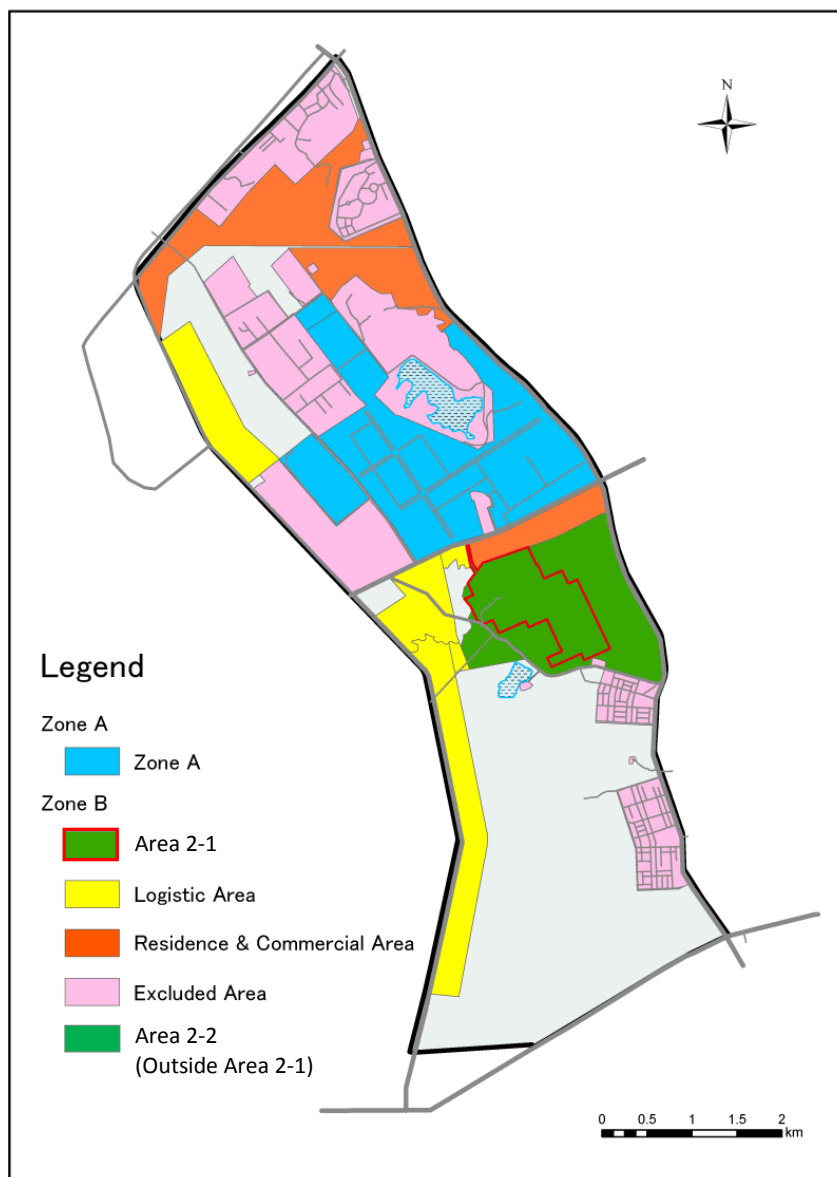 N
Legend
Zone A
Zone A
Zone B
Area 2-1
Logistic Area
Residence & Commercial Area
Excluded Area
Area 2-2
(Outside Area 2-1)
0 0.5 1 1.5 2
km